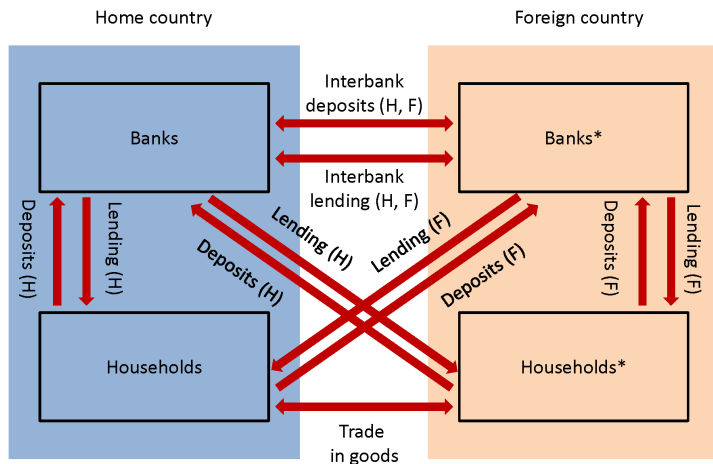 Home country
Foreign country
Interbank
deposits (H, F)
Banks
Banks*
Interbank
lending (H, F)
Deposits (H)
Lending (H)
Lending (H)
Deposits (H)
Lending (F)
Deposits (F)
Deposits (F)
Lending (F)
Households
Households*
Trade
in goods